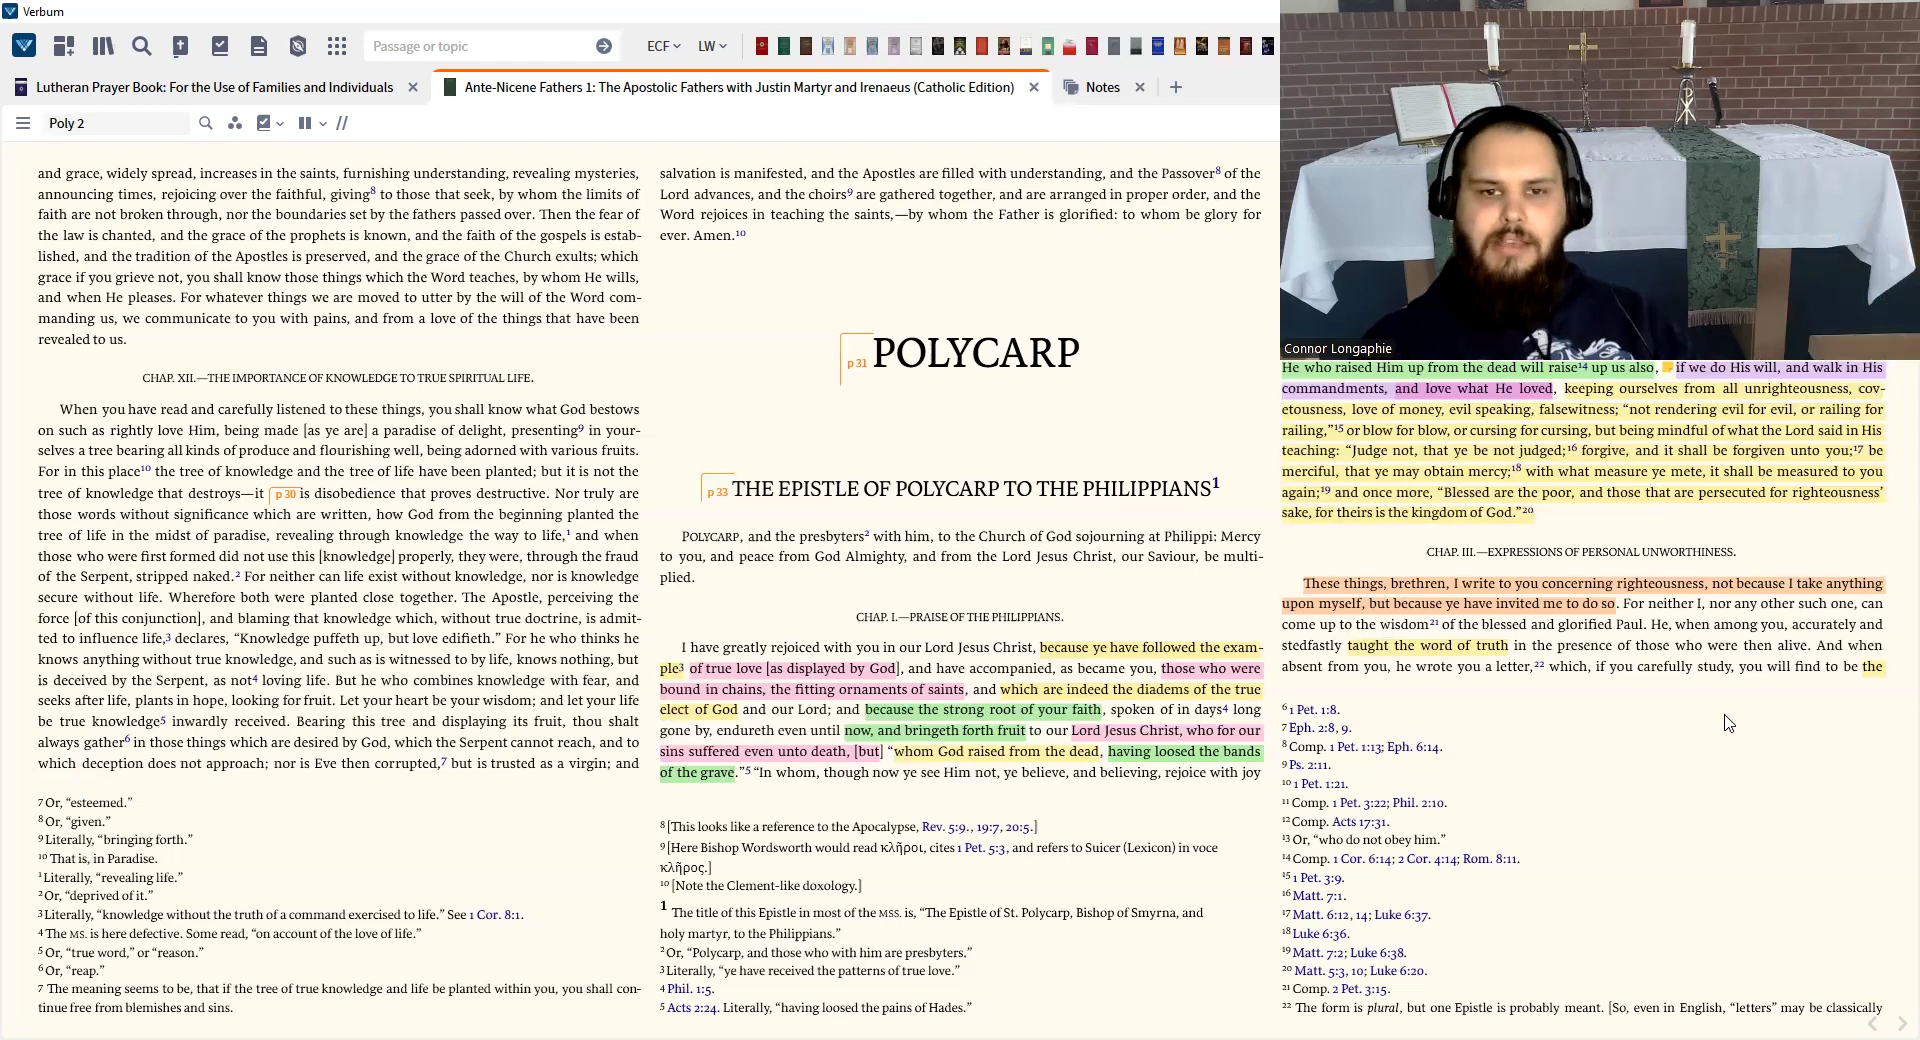 Verbum
Passage or topic
ECF
LW
Lutheran Prayer Book: For the Use of Families and Individuals
Ante-Nicene Fathers 1: The Apostolic Fathers with Justin Martyr and Irenaeus (Catholic Edition)
Notes
Poly 2
and grace, widely spread, increases in the saints, furnishing understanding, revealing mysteries,
announcing times, rejoicing over the faithful, giving⁸ to those that seek, by whom the limits of
faith are not broken through, nor the boundaries set by the fathers passed over. Then the fear of
the law is chanted, and the grace of the prophets is known, and the faith of the gospels is estab-
lished, and the tradition of the Apostles is preserved, and the grace of the Church exults; which
grace if you grieve not, you shall know those things which the Word teaches, by whom He wills,
and when He pleases. For whatever things we are moved to utter by the will of the Word com-
manding us, we communicate to you with pains, and from a love of the things that have been
revealed to us.
CHAP. XII.—THE IMPORTANCE OF KNOWLEDGE TO TRUE SPIRITUAL LIFE.
When you have read and carefully listened to these things, you shall know what God bestows
on such as rightly love Him, being made [as ye are] a paradise of delight, presenting⁹ in your-
selves a tree bearing all kinds of produce and flourishing well, being adorned with various fruits.
For in this place¹⁰ the tree of knowledge and the tree of life have been planted; but it is not the
tree of knowledge that destroys—it p 30 is disobedience that proves destructive. Nor truly are
those words without significance which are written, how God from the beginning planted the
tree of life in the midst of paradise, revealing through knowledge the way to life,¹ and when
those who were first formed did not use this [knowledge] properly, they were, through the fraud
of the Serpent, stripped naked.² For neither can life exist without knowledge, nor is knowledge
secure without life. Wherefore both were planted close together. The Apostle, perceiving the
force [of this conjunction], and blaming that knowledge which, without true doctrine, is admit-
ted to influence life,³ declares, “Knowledge puffeth up, but love edifieth.” For he who thinks he
knows anything without true knowledge, and such as is witnessed to by life, knows nothing, but
is deceived by the Serpent, as not⁴ loving life. But he who combines knowledge with fear, and
seeks after life, plants in hope, looking for fruit. Let your heart be your wisdom; and let your life
be true knowledge⁵ inwardly received. Bearing this tree and displaying its fruit, thou shalt
always gather⁶ in those things which are desired by God, which the Serpent cannot reach, and to
which deception does not approach; nor is Eve then corrupted,⁷ but is trusted as a virgin; and
⁷ Or, “esteemed.”
⁸ Or, “given.”
⁹ Literally, “bringing forth.”
¹⁰ That is, in Paradise.
¹ Literally, “revealing life.”
² Or, “deprived of it.”
³ Literally, “knowledge without the truth of a command exercised to life.” See 1 Cor. 8:1.
⁴ The MS. is here defective. Some read, “on account of the love of life.”
⁵ Or, “true word,” or “reason.”
⁶ Or, “reap.”
⁷ The meaning seems to be, that if the tree of true knowledge and life be planted within you, you shall con-
tinue free from blemishes and sins.
salvation is manifested, and the Apostles are filled with understanding, and the Passover⁸ of the
Lord advances, and the choirs⁹ are gathered together, and are arranged in proper order, and the
Word rejoices in teaching the saints,—by whom the Father is glorified: to whom be glory for
ever. Amen.¹⁰
p 31 POLYCARP
p 33 THE EPISTLE OF POLYCARP TO THE PHILIPPIANS¹
POLYCARP, and the presbyters² with him, to the Church of God sojourning at Philippi: Mercy
to you, and peace from God Almighty, and from the Lord Jesus Christ, our Saviour, be multi-
plied.
CHAP. I.—PRAISE OF THE PHILIPPIANS.
I have greatly rejoiced with you in our Lord Jesus Christ, because ye have followed the exam-
ple³ of true love [as displayed by God], and have accompanied, as became you, those who were
bound in chains, the fitting ornaments of saints, and which are indeed the diadems of the true
elect of God and our Lord; and because the strong root of your faith, spoken of in days⁴ long
gone by, endureth even until now, and bringeth forth fruit to our Lord Jesus Christ, who for our
sins suffered even unto death, [but] “whom God raised from the dead, having loosed the bands
of the grave.”⁵ “In whom, though now ye see Him not, ye believe, and believing, rejoice with joy
⁸ [This looks like a reference to the Apocalypse, Rev. 5:9., 19:7, 20:5.]
⁹ [Here Bishop Wordsworth would read κλῆροι, cites 1 Pet. 5:3, and refers to Suicer (Lexicon) in voce
κλῆρος.]
¹⁰ [Note the Clement-like doxology.]
¹ The title of this Epistle in most of the MSS. is, “The Epistle of St. Polycarp, Bishop of Smyrna, and
holy martyr, to the Philippians.”
² Or, “Polycarp, and those who with him are presbyters.”
³ Literally, “ye have received the patterns of true love.”
⁴ Phil. 1:5.
⁵ Acts 2:24. Literally, “having loosed the pains of Hades.”
Connor Longaphie
He who raised Him up from the dead will raise¹⁴ up us also, if we do His will, and walk in His
commandments, and love what He loved, keeping ourselves from all unrighteousness, cov-
etousness, love of money, evil speaking, falsewitness; “not rendering evil for evil, or railing for
railing,”¹⁵ or blow for blow, or cursing for cursing, but being mindful of what the Lord said in His
teaching: “Judge not, that ye be not judged;¹⁶ forgive, and it shall be forgiven unto you;¹⁷ be
merciful, that ye may obtain mercy;¹⁸ with what measure ye mete, it shall be measured to you
again;¹⁹ and once more, “Blessed are the poor, and those that are persecuted for righteousness’
sake, for theirs is the kingdom of God.”²⁰
CHAP. III.—EXPRESSIONS OF PERSONAL UNWORTHINESS.
These things, brethren, I write to you concerning righteousness, not because I take anything
upon myself, but because ye have invited me to do so. For neither I, nor any other such one, can
come up to the wisdom²¹ of the blessed and glorified Paul. He, when among you, accurately and
stedfastly taught the word of truth in the presence of those who were then alive. And when
absent from you, he wrote you a letter,²² which, if you carefully study, you will find to be the
⁶ 1 Pet. 1:8.
⁷ Eph. 2:8, 9.
⁸ Comp. 1 Pet. 1:13; Eph. 6:14.
⁹ Ps. 2:11.
¹⁰ 1 Pet. 1:21.
¹¹ Comp. 1 Pet. 3:22; Phil. 2:10.
¹² Comp. Acts 17:31.
¹³ Or, “who do not obey him.”
¹⁴ Comp. 1 Cor. 6:14; 2 Cor. 4:14; Rom. 8:11.
¹⁵ 1 Pet. 3:9.
¹⁶ Matt. 7:1.
¹⁷ Matt. 6:12, 14; Luke 6:37.
¹⁸ Luke 6:36.
¹⁹ Matt. 7:2; Luke 6:38.
²⁰ Matt. 5:3, 10; Luke 6:20.
²¹ Comp. 2 Pet. 3:15.
²² The form is plural, but one Epistle is probably meant. [So, even in English, “letters” may be classically